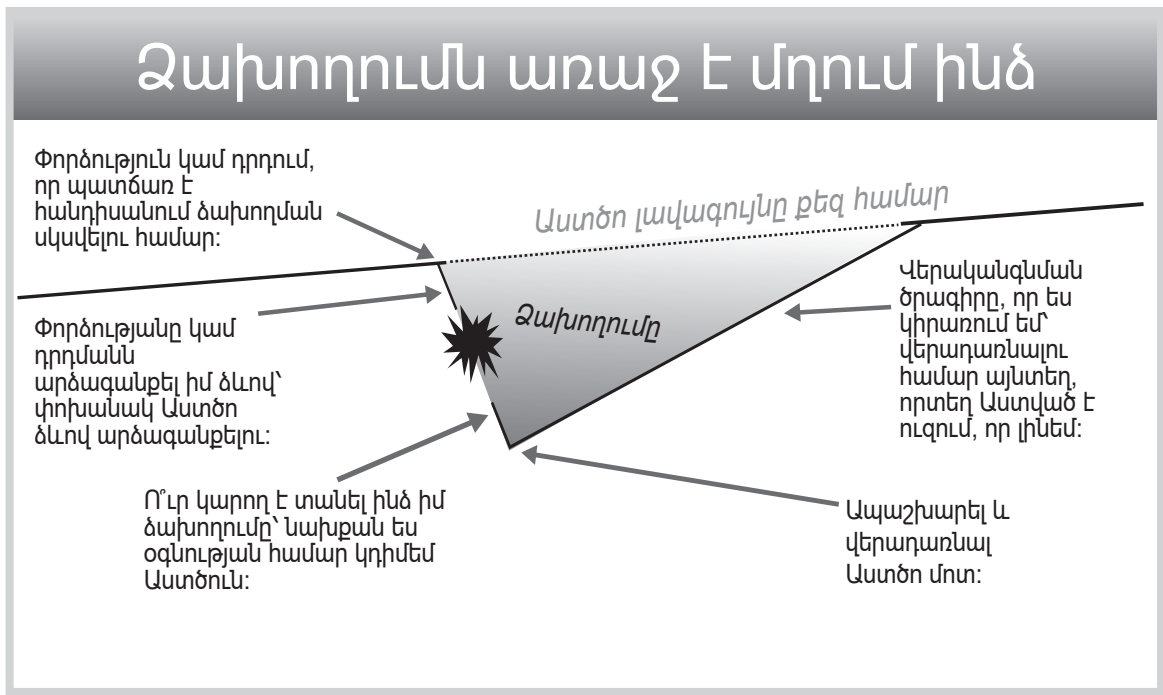 Ձախողումն առաջ է մղում ինձ
Փորձություն կամ դրդում,
որ պատճառ է
հանդիսանում ձախողման
սկսվելու համար:
Աստծո լավագույնը քեզ համար
Փորձությանը կամ
դրդմանն
արձագանքել իմ ձևով՝
փոխանակ Աստծո
ձևով արձագանքելու:
Ձախողումը
Վերականգնման
ծրագիրը, որ ես
կիրառում եմ՝
վերադառնալու
համար այնտեղ,
որտեղ Աստված է
ուզում, որ լինեմ:
Ո՞ւր կարող է տանել ինձ իմ
ձախողումը՝ նախքան ես
օգնության համար կդիմեմ
Աստծուն:
Ապաշխարել և
վերադառնալ
Աստծո մոտ: